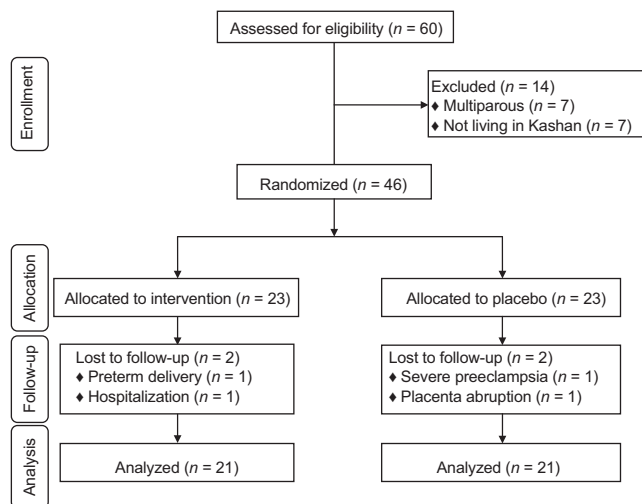 Assessed for eligibility (n = 60)
Enrollment
Excluded (n = 14)
♦ Multiparous (n = 7)
♦ Not living in Kashan (n = 7)
Randomized (n = 46)
Allocation
Allocated to intervention (n = 23)
Allocated to placebo (n = 23)
Follow-up
Lost to follow-up (n = 2)
♦ Preterm delivery (n = 1)
♦ Hospitalization (n = 1)
Lost to follow-up (n = 2)
♦ Severe preeclampsia (n = 1)
♦ Placenta abruption (n = 1)
Analysis
Analyzed (n = 21)
Analyzed (n = 21)